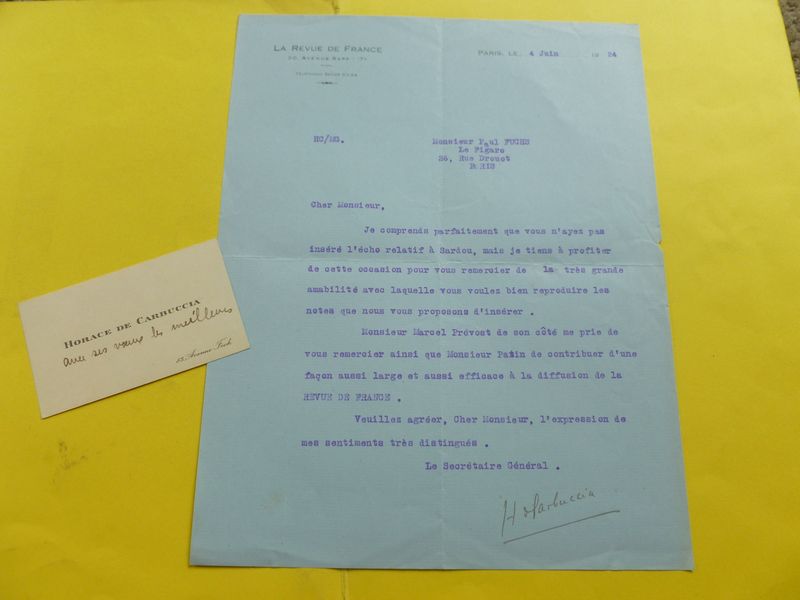 LA REVUE DE FRANCE
PARIS, LE 4 Juin 1924
HC/MG.
Monsieur Paul FUCHS
Le Figaro
26, Rue Drouot
PARIS
Cher Monsieur,
Je comprends parfaitement que vous n'ayez pas
inséré l'écho relatif à Sardou, mais je tiens à profiter
de cette occasion pour vous remercier de la très grande
amabilité avec laquelle vous voulez bien reproduire les
notes que nous vous proposons d'insérer .
Monsieur Marcel Prévost de son côté me prie de
vous remercier ainsi que Monsieur Patin de contribuer d'une
façon aussi large et aussi efficace à la diffusion de la
REVUE DE FRANCE .
Veuillez agréer, Cher Monsieur, l'expression de
mes sentiments très distingués .
Le Secrétaire Général .
H de Carbuccia
HORACE DE CARBUCCIA
avec ses vœux les meilleurs
Avenue Foch